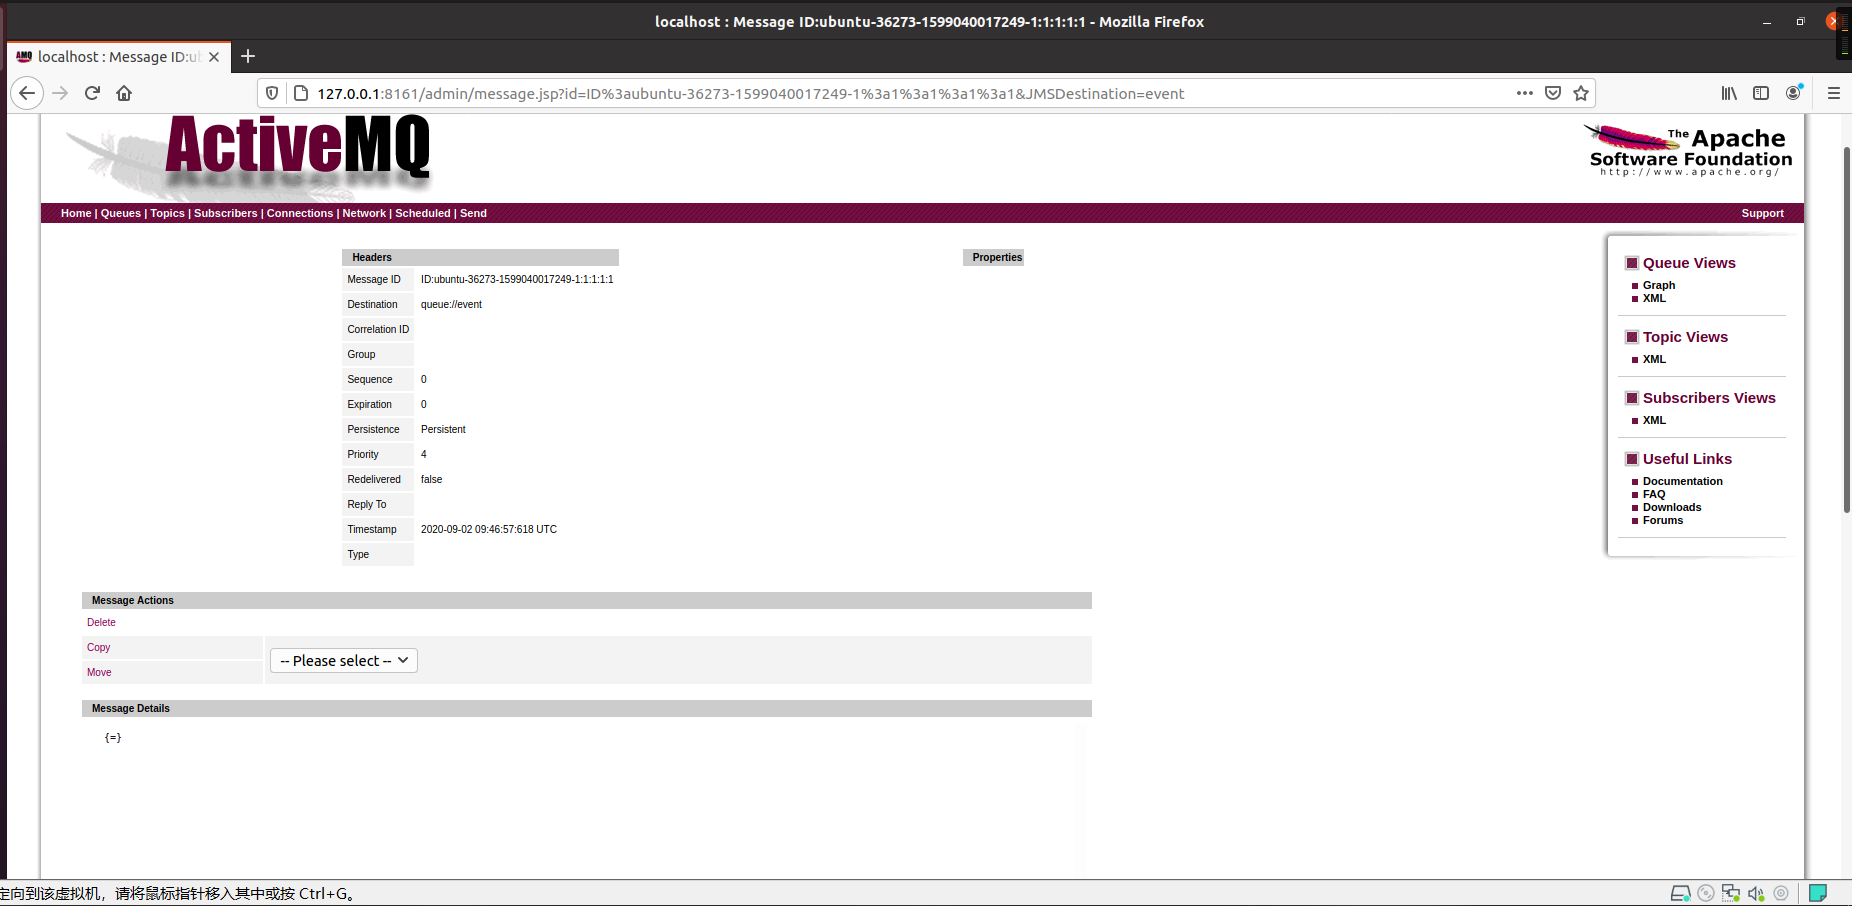 localhost : Message ID:ubuntu-36273-1599040017249-1:1:1:1:1 - Mozilla Firefox
AMQ localhost : Message ID:ub
127.0.0.1:8161/admin/message.jsp?id=ID%3aubuntu-36273-1599040017249-1%3a1%3a1%3a1%3a1&JMSDestination=event
ActiveMQ
The Apache
Software Foundation
http://www.apache.org/
Home | Queues | Topics | Subscribers | Connections | Network | Scheduled | Send
Support
Headers
Message ID ID:ubuntu-36273-1599040017249-1:1:1:1:1
Destination queue://event
Correlation ID
Group
Sequence 0
Expiration 0
Persistence Persistent
Priority 4
Redelivered false
Reply To
Timestamp 2020-09-02 09:46:57:618 UTC
Type
Properties
Message Actions
Delete
Copy
Move
-- Please select --
Message Details
{=}
Queue Views
Graph
XML
Topic Views
XML
Subscribers Views
XML
Useful Links
Documentation
FAQ
Downloads
Forums
定向到该虚拟机，请将鼠标指针移入其中或按 Ctrl+G。